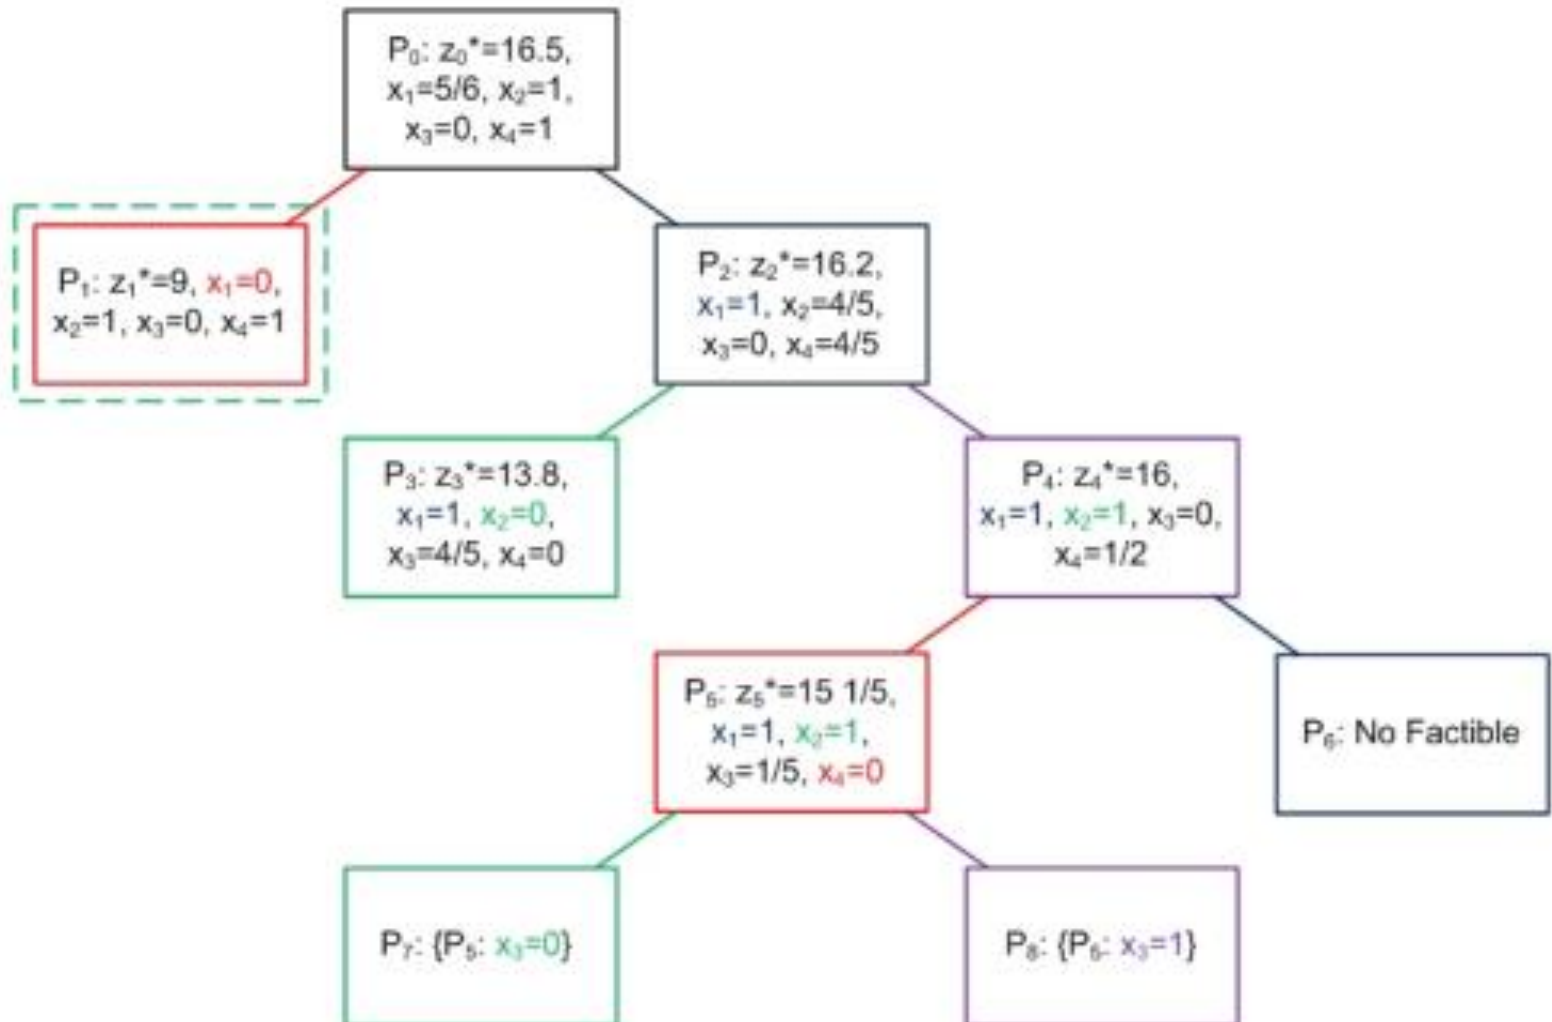 P₀: z₀*=16.5,
x₁=5/6, x₂=1,
x₃=0, x₄=1
P₁: z₁*=9, x₁=0,
x₂=1, x₃=0, x₄=1
P₂: z₂*=16.2,
x₁=1, x₂=4/5,
x₃=0, x₄=4/5
P₃: z₃*=13.8,
x₁=1, x₂=0,
x₃=4/5, x₄=0
P₄: z₄*=16,
x₁=1, x₂=1, x₃=0,
x₄=1/2
P₅: z₅*=15 1/5,
x₁=1, x₂=1,
x₃=1/5, x₄=0
P₆: No Factible
P₇: {P₅: x₃=0}
P₈: {P₅: x₃=1}